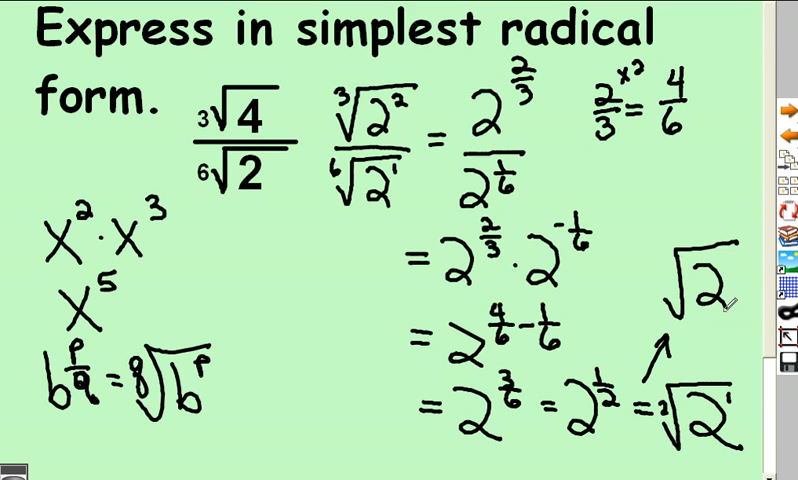 Express in simplest radical
form. ∛4 / ⁶√2 ∛2² / ⁶√2¹ = 2^(2/3) / 2^(1/6) 2/3 ×2 = 4/6
x² · x³
= 2^(2/3) · 2^(-1/6)
√2
x⁵
= 2^(4/6 - 1/6)
b^(p/q) = ᑫ√b^p
= 2^(3/6) = 2^(1/2) = ²√2¹